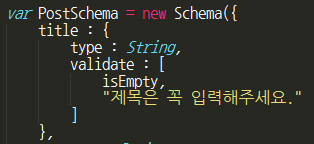 var PostSchema = new Schema({
    title : {
        type : String,
        validate : [
            isEmpty,
            "제목은 꼭 입력해주세요."
        ]
    },